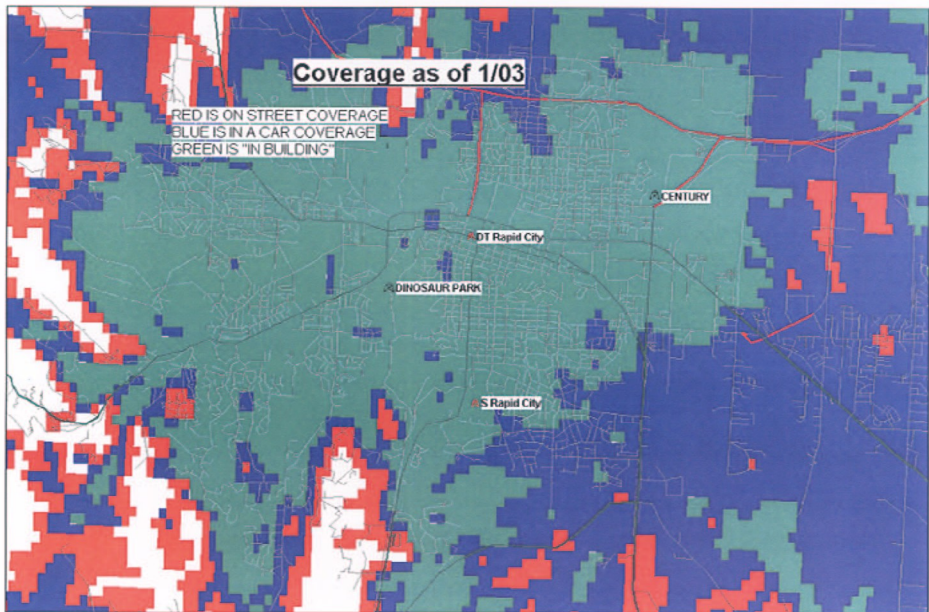 Coverage as of 1/03
RED IS ON STREET COVERAGE
BLUE IS IN A CAR COVERAGE
GREEN IS "IN BUILDING"
CENTURY
DT Rapid City
DINOSAUR PARK
S Rapid City